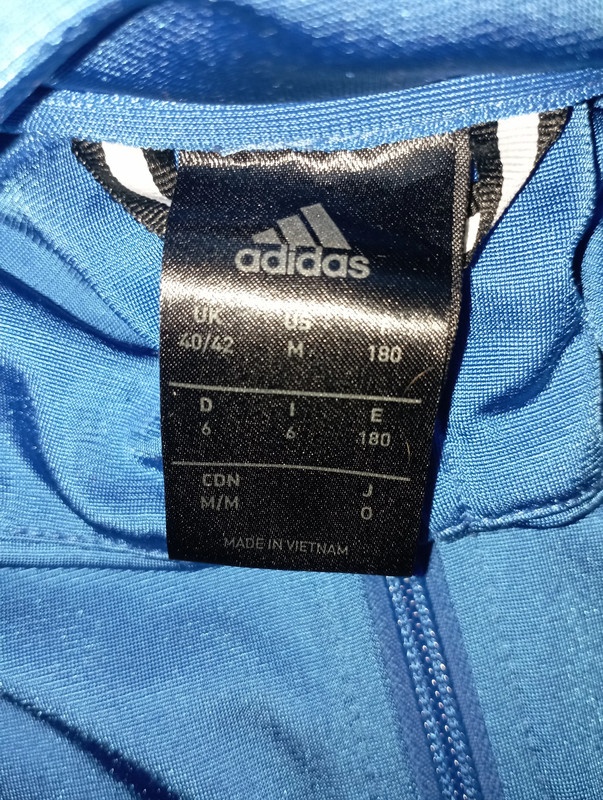 adidas
UK US F
40/42 M 180
D I E
6 6 180
CDN J
M/M O
MADE IN VIETNAM